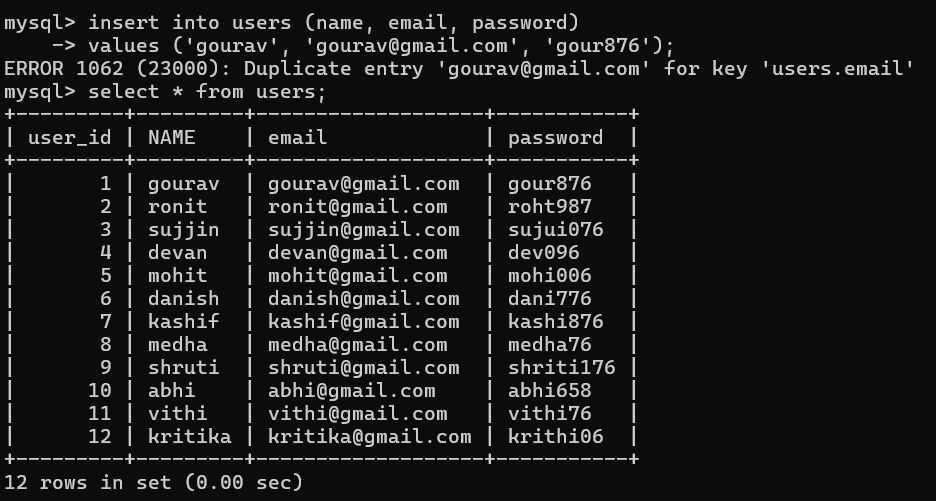 mysql> insert into users (name, email, password)
    -> values ('gourav', 'gourav@gmail.com', 'gour876');
ERROR 1062 (23000): Duplicate entry 'gourav@gmail.com' for key 'users.email'
mysql> select * from users;
+---------+---------+-------------------+-----------+
| user_id | NAME    | email             | password  |
+---------+---------+-------------------+-----------+
|       1 | gourav  | gourav@gmail.com  | gour876   |
|       2 | ronit   | ronit@gmail.com   | roht987   |
|       3 | sujjin  | sujjin@gmail.com  | sujui076  |
|       4 | devan   | devan@gmail.com   | dev096    |
|       5 | mohit   | mohit@gmail.com   | mohi006   |
|       6 | danish  | danish@gmail.com  | dani776   |
|       7 | kashif  | kashif@gmail.com  | kashi876  |
|       8 | medha   | medha@gmail.com   | medha76   |
|       9 | shruti  | shruti@gmail.com  | shriti176 |
|      10 | abhi    | abhi@gmail.com    | abhi658   |
|      11 | vithi   | vithi@gmail.com   | vithi76   |
|      12 | kritika | kritika@gmail.com | krithi06  |
+---------+---------+-------------------+-----------+
12 rows in set (0.00 sec)